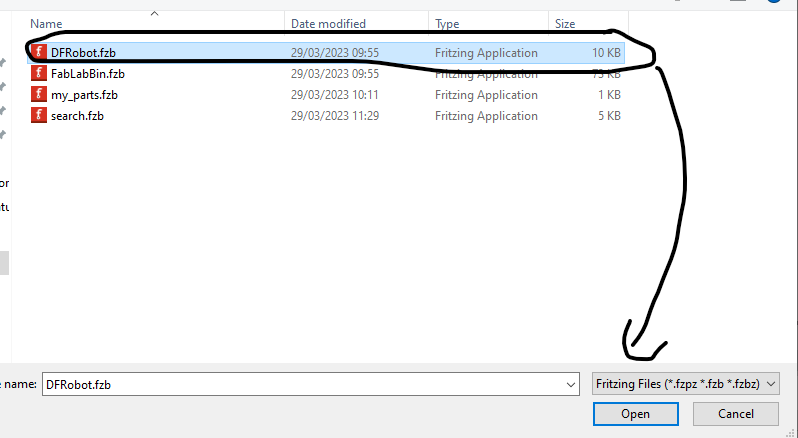 Name Date modified Type Size
DFRobot.fzb 29/03/2023 09:55 Fritzing Application 10 KB
FabLabBin.fzb 29/03/2023 09:55 Fritzing Application 73 KB
my_parts.fzb 29/03/2023 10:11 Fritzing Application 1 KB
search.fzb 29/03/2023 11:29 Fritzing Application 5 KB
name: DFRobot.fzb Fritzing Files (*.fzpz *.fzb *.fzbz)
Open Cancel